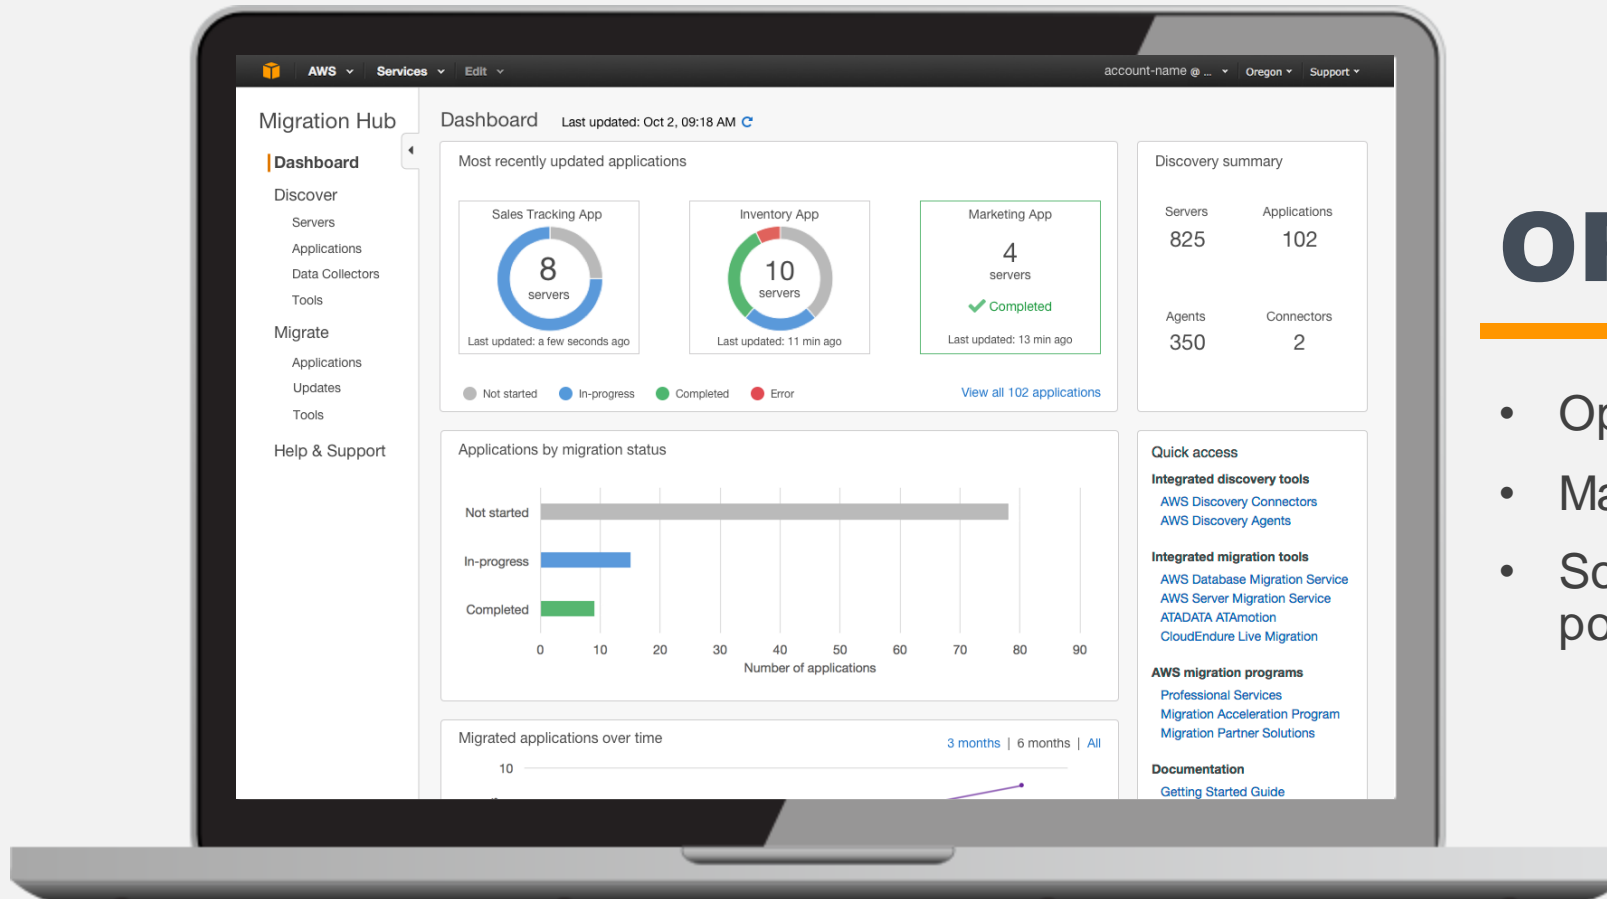 AWS Services Edit account-name @ ... Oregon Support
Migration Hub
Dashboard
Discover
Servers
Applications
Data Collectors
Tools
Migrate
Applications
Updates
Tools
Help & Support
Dashboard Last updated: Oct 2, 09:18 AM
Most recently updated applications
Sales Tracking App
8
servers
Last updated: a few seconds ago
Inventory App
10
servers
Last updated: 11 min ago
Marketing App
4
servers
Completed
Last updated: 13 min ago
Not started In-progress Completed Error
View all 102 applications
Discovery summary
Servers Applications
825 102
Agents Connectors
350 2
Applications by migration status
Not started
In-progress
Completed
0 10 20 30 40 50 60 70 80 90
Number of applications
Quick access
Integrated discovery tools
AWS Discovery Connectors
AWS Discovery Agents
Integrated migration tools
AWS Database Migration Service
AWS Server Migration Service
ATADATA ATAmotion
CloudEndure Live Migration
AWS migration programs
Professional Services
Migration Acceleration Program
Migration Partner Solutions
Documentation
Getting Started Guide
Migrated applications over time
3 months | 6 months | All
10
• Op
• Ma
• So
po